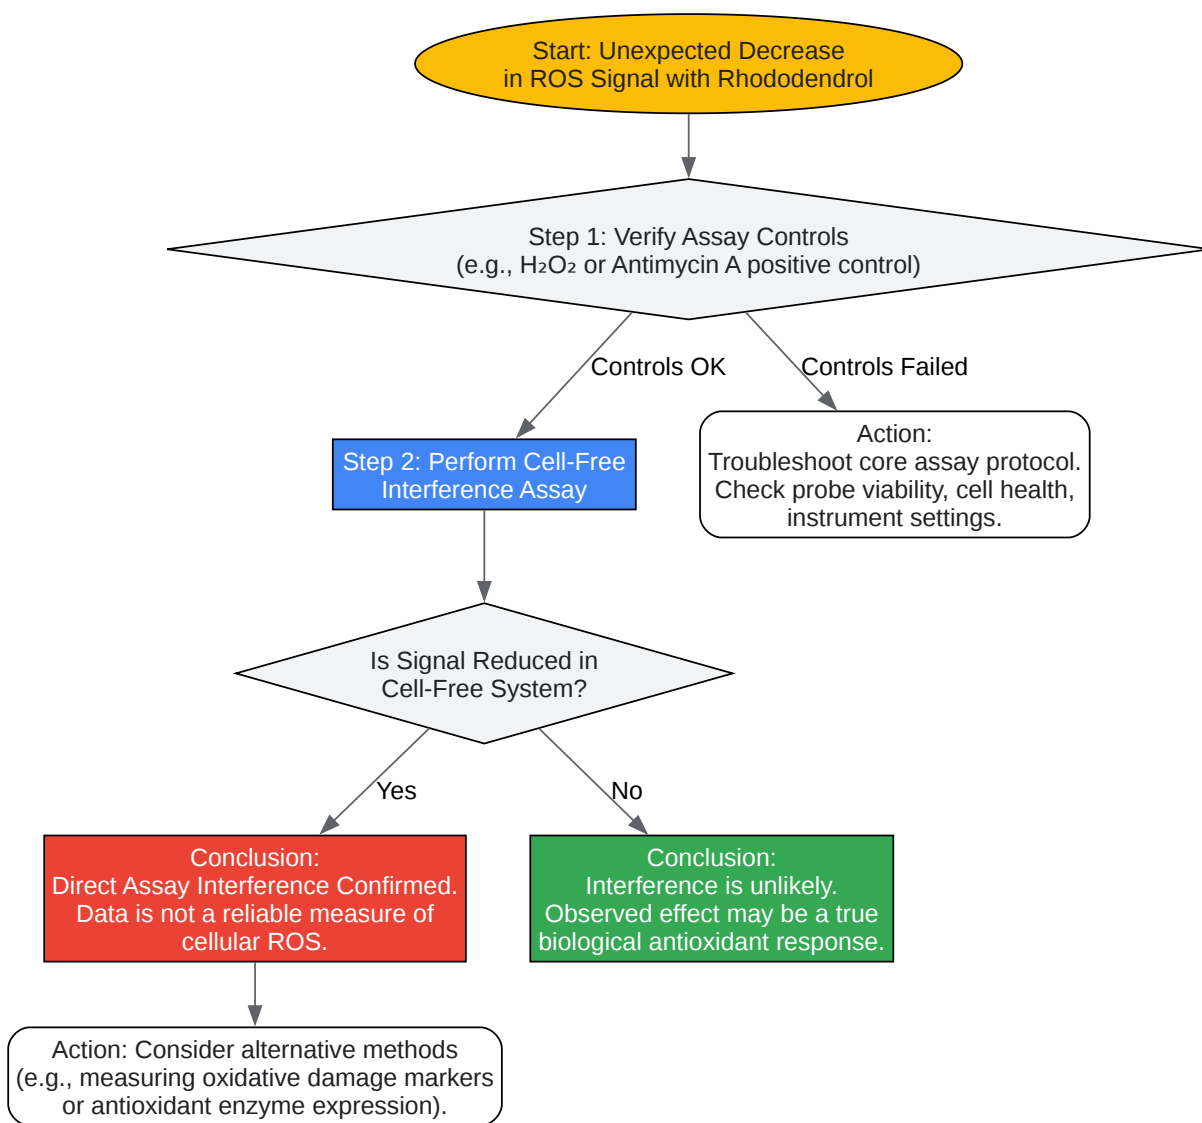 Start: Unexpected Decrease
in ROS Signal with Rhododendrol
Step 1: Verify Assay Controls
(e.g., H₂O₂ or Antimycin A positive control)
Controls OK
Controls Failed
Step 2: Perform Cell-Free
Interference Assay
Action:
Troubleshoot core assay protocol.
Check probe viability, cell health,
instrument settings.
Is Signal Reduced in
Cell-Free System?
Yes
No
Conclusion:
Direct Assay Interference Confirmed.
Data is not a reliable measure of
cellular ROS.
Conclusion:
Interference is unlikely.
Observed effect may be a true
biological antioxidant response.
Action: Consider alternative methods
(e.g., measuring oxidative damage markers
or antioxidant enzyme expression).